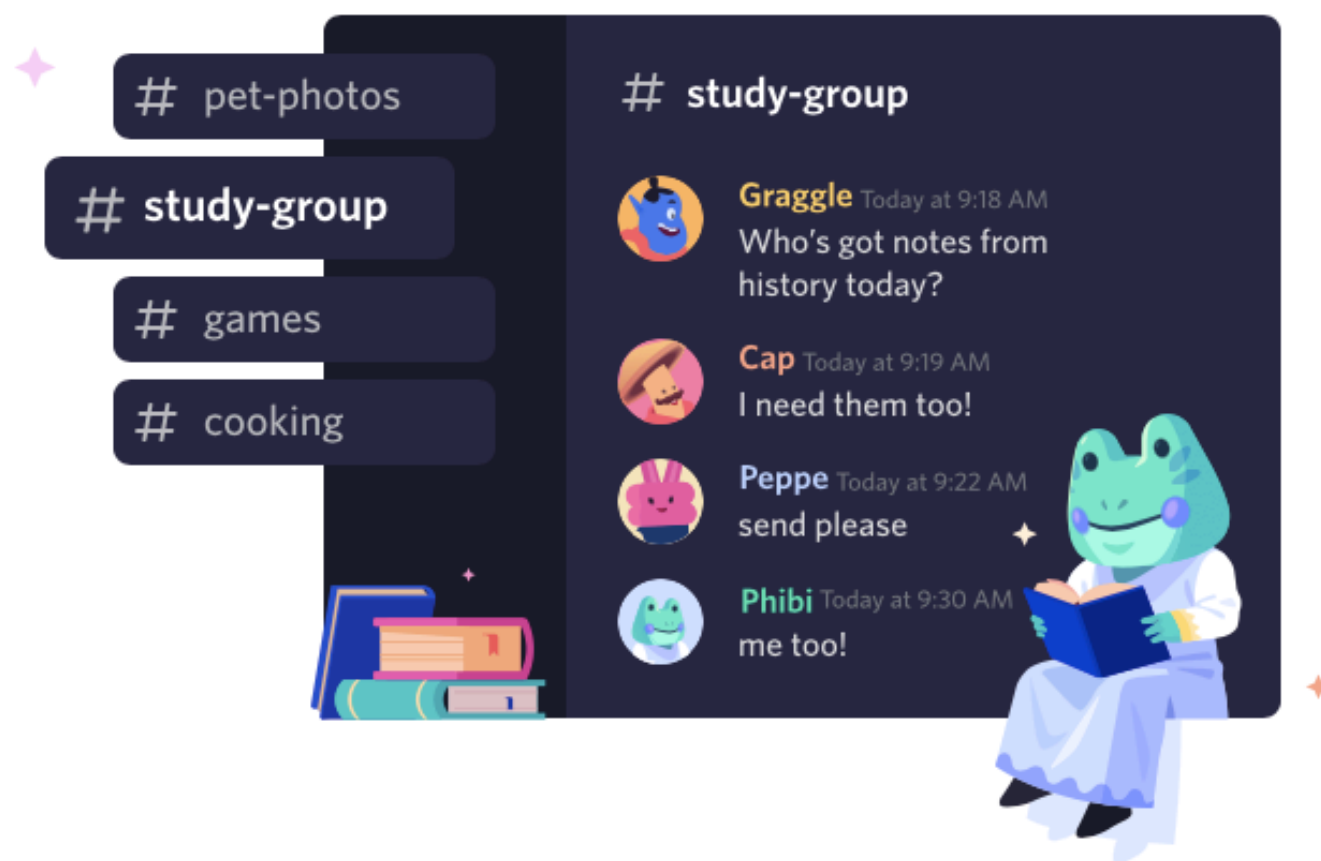 # pet-photos
# study-group
# games
# cooking
# study-group
Graggle Today at 9:18 AM
Who's got notes from
history today?
Cap Today at 9:19 AM
I need them too!
Peppe Today at 9:22 AM
send please
Phibi Today at 9:30 AM
me too!